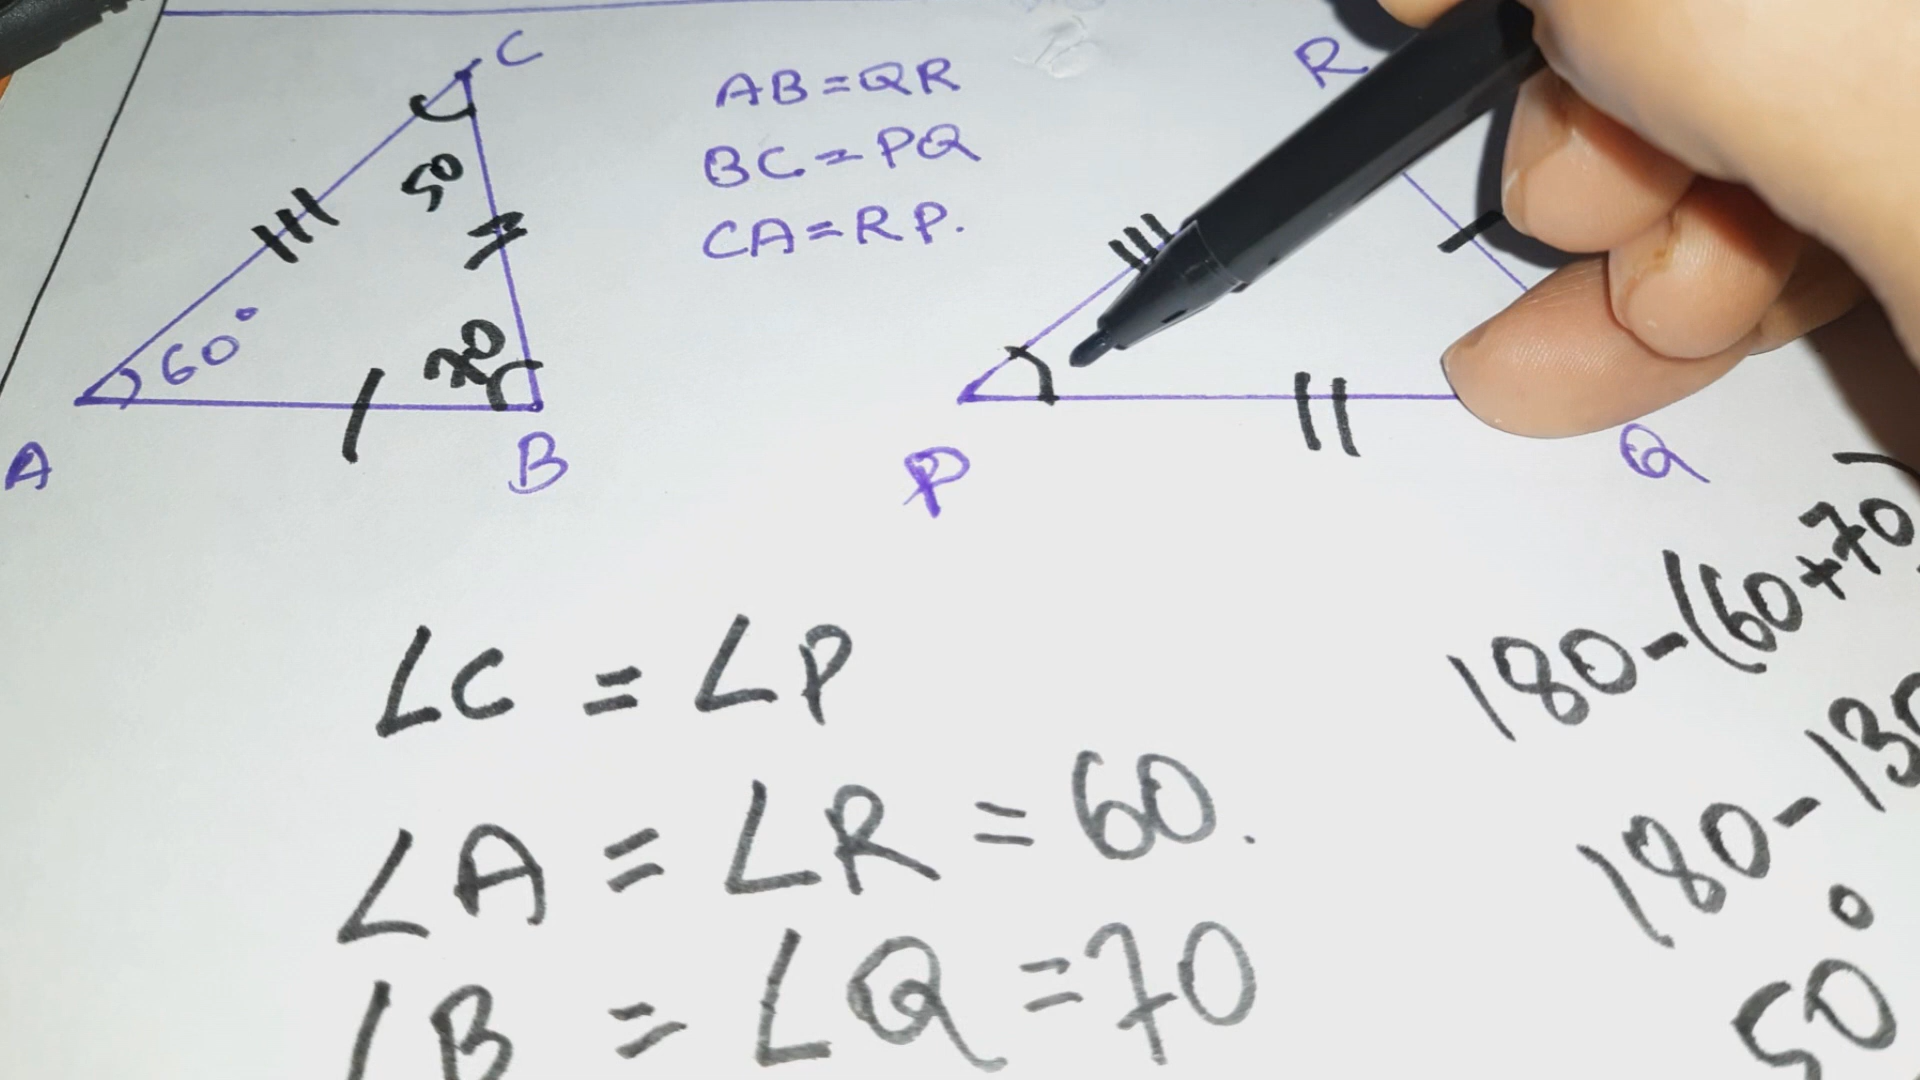 C
50
60°
70
A
B
AB=QR
BC=PQ
CA=RP.
R
P
Q
∠C = ∠P
∠A = ∠R = 60.
∠B = ∠Q = 70
180-(60+70)
180-130
50°